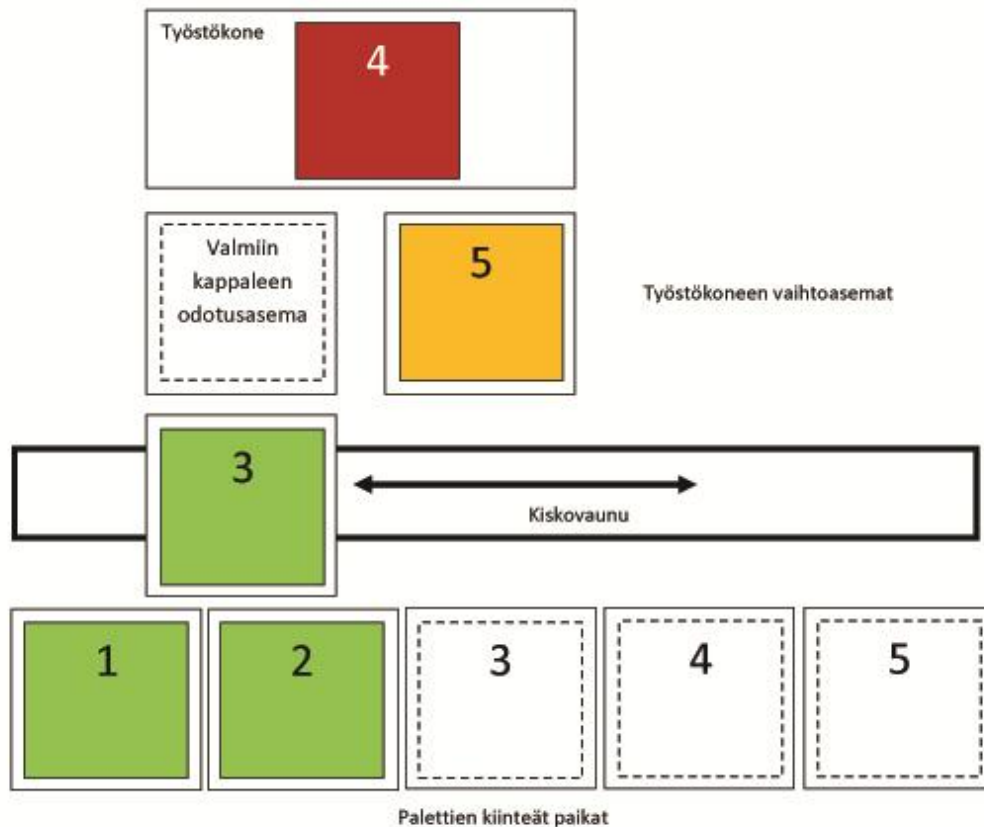 Työstökone
4
Valmiin
kappaleen
odotusasema
5
Työstökoneen vaihtoasemat
3
Kiskovaunu
1 2 3 4 5
Palettien kiinteät paikat